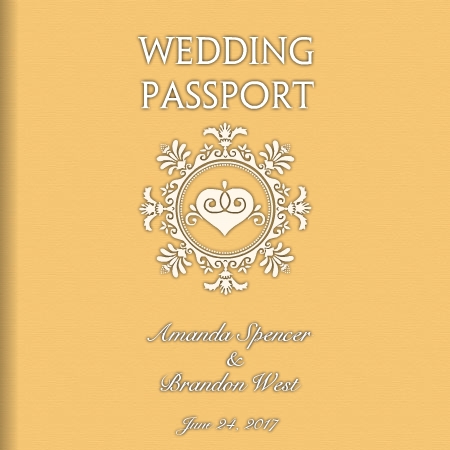 WEDDING
PASSPORT
Amanda Spencer
&
Brandon West
June 24, 2017